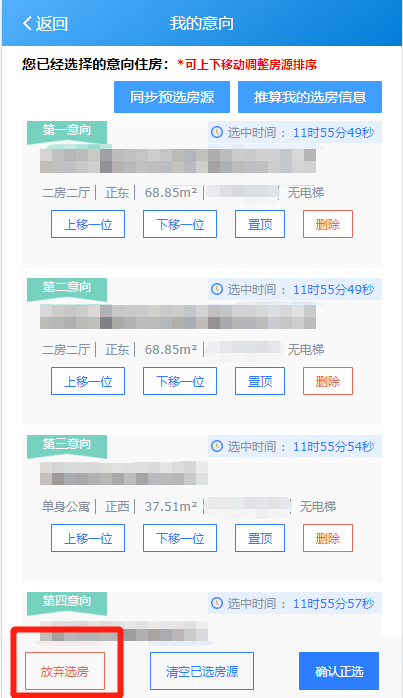 返回 我的意向
您已经选择的意向住房：*可上下移动调整房源排序
同步预选房源 推算我的选房信息
第一意向 选中时间： 11时55分49秒
二房二厅 正东 68.85m² 无电梯
上移一位 下移一位 置顶 删除
第二意向 选中时间： 11时55分49秒
二房二厅 正东 68.85m² 无电梯
上移一位 下移一位 置顶 删除
第三意向 选中时间： 11时55分54秒
单身公寓 正西 37.51m² 无电梯
上移一位 下移一位 置顶 删除
第四意向 选中时间： 11时55分57秒
放弃选房 清空已选房源 确认正选